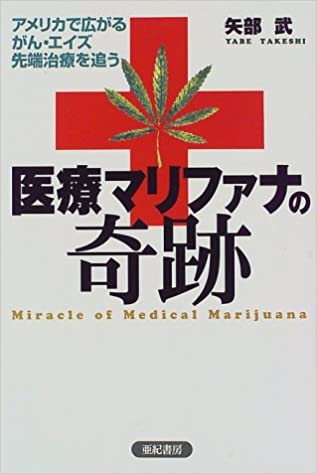 アメリカで広がる
がん・エイズ
先端治療を追う
矢部 武
YABE TAKESHI
医療マリファナの
奇跡
Miracle of Medical Marijuana
亜紀書房